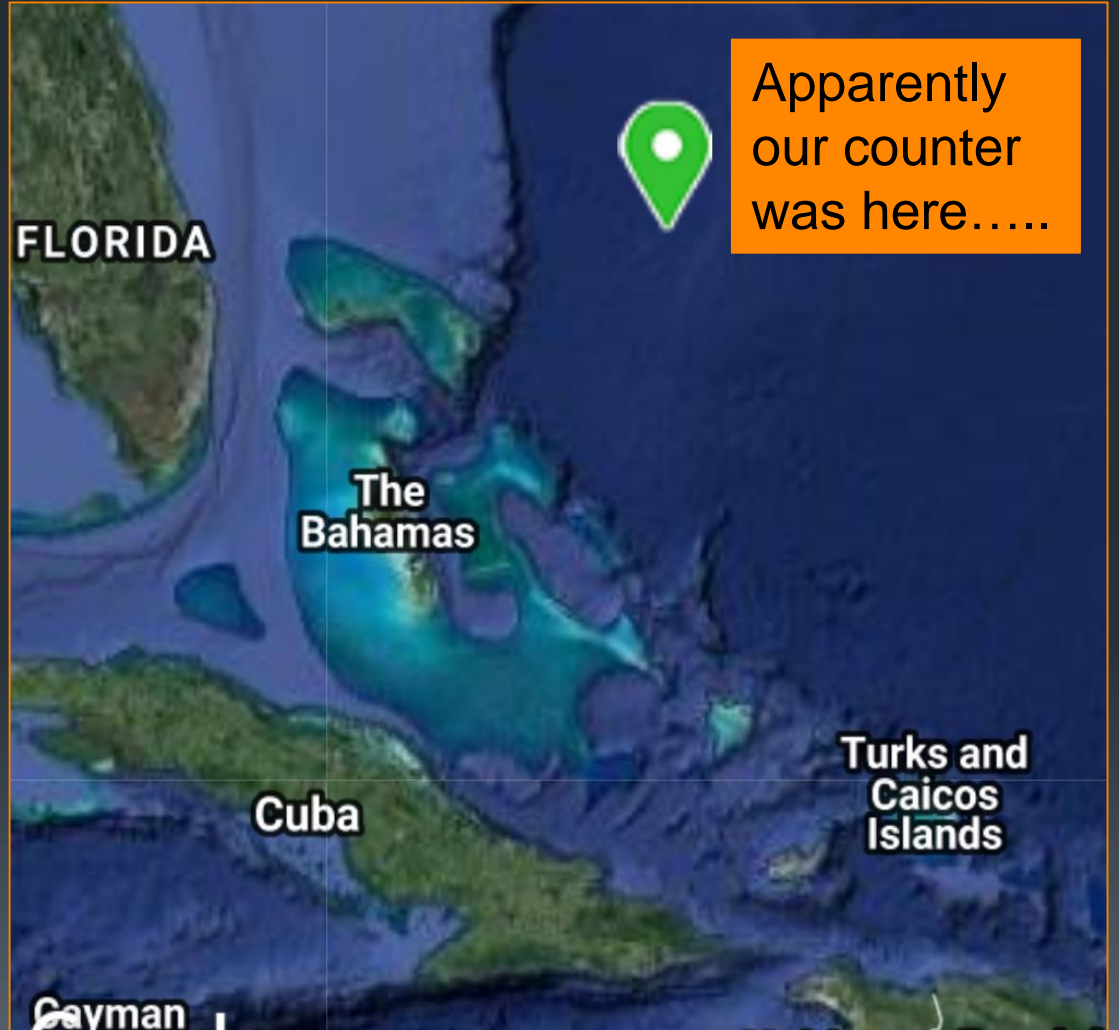 Apparently
our counter
was here…..
FLORIDA
The
Bahamas
Turks and
Caicos
Islands
Cuba
Cayman